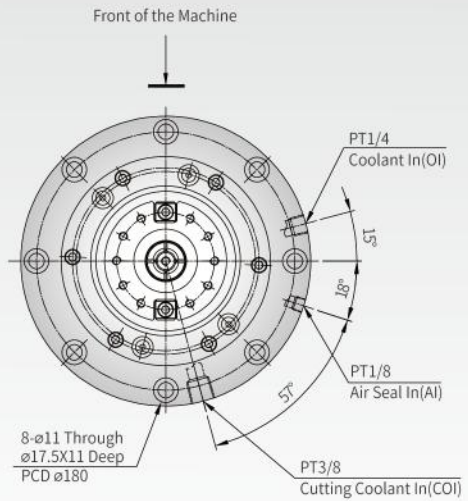 Front of the Machine
PT1/4
Coolant In(OI)
15°
18°
57°
PT1/8
Air Seal In(AI)
8-ø11 Through
ø17.5X11 Deep
PCD ø180
PT3/8
Cutting Coolant In(COI)